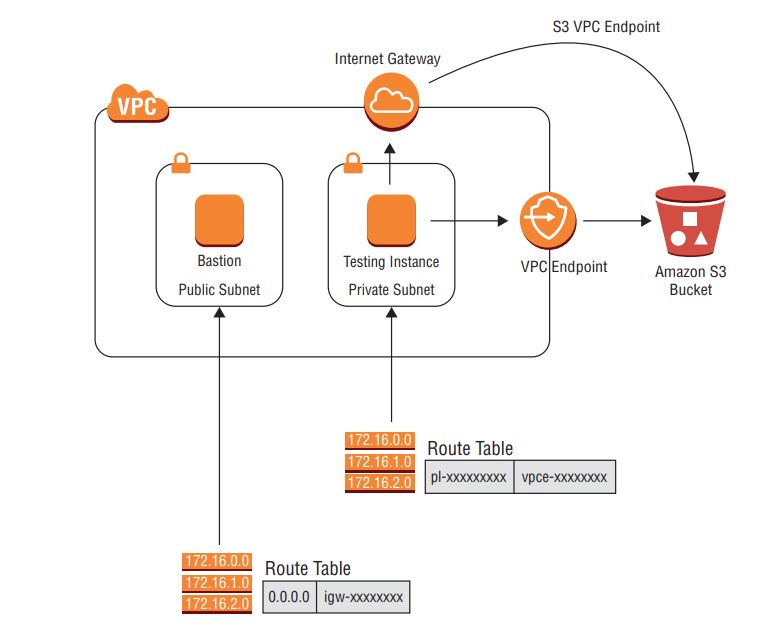 S3 VPC Endpoint
Internet Gateway
VPC
Bastion
Public Subnet
Testing Instance
Private Subnet
VPC Endpoint
Amazon S3
Bucket
172.16.0.0
172.16.1.0
172.16.2.0
Route Table
pl-xxxxxxxxx vpce-xxxxxxxx
172.16.0.0
172.16.1.0
172.16.2.0
Route Table
0.0.0.0 igw-xxxxxxxx